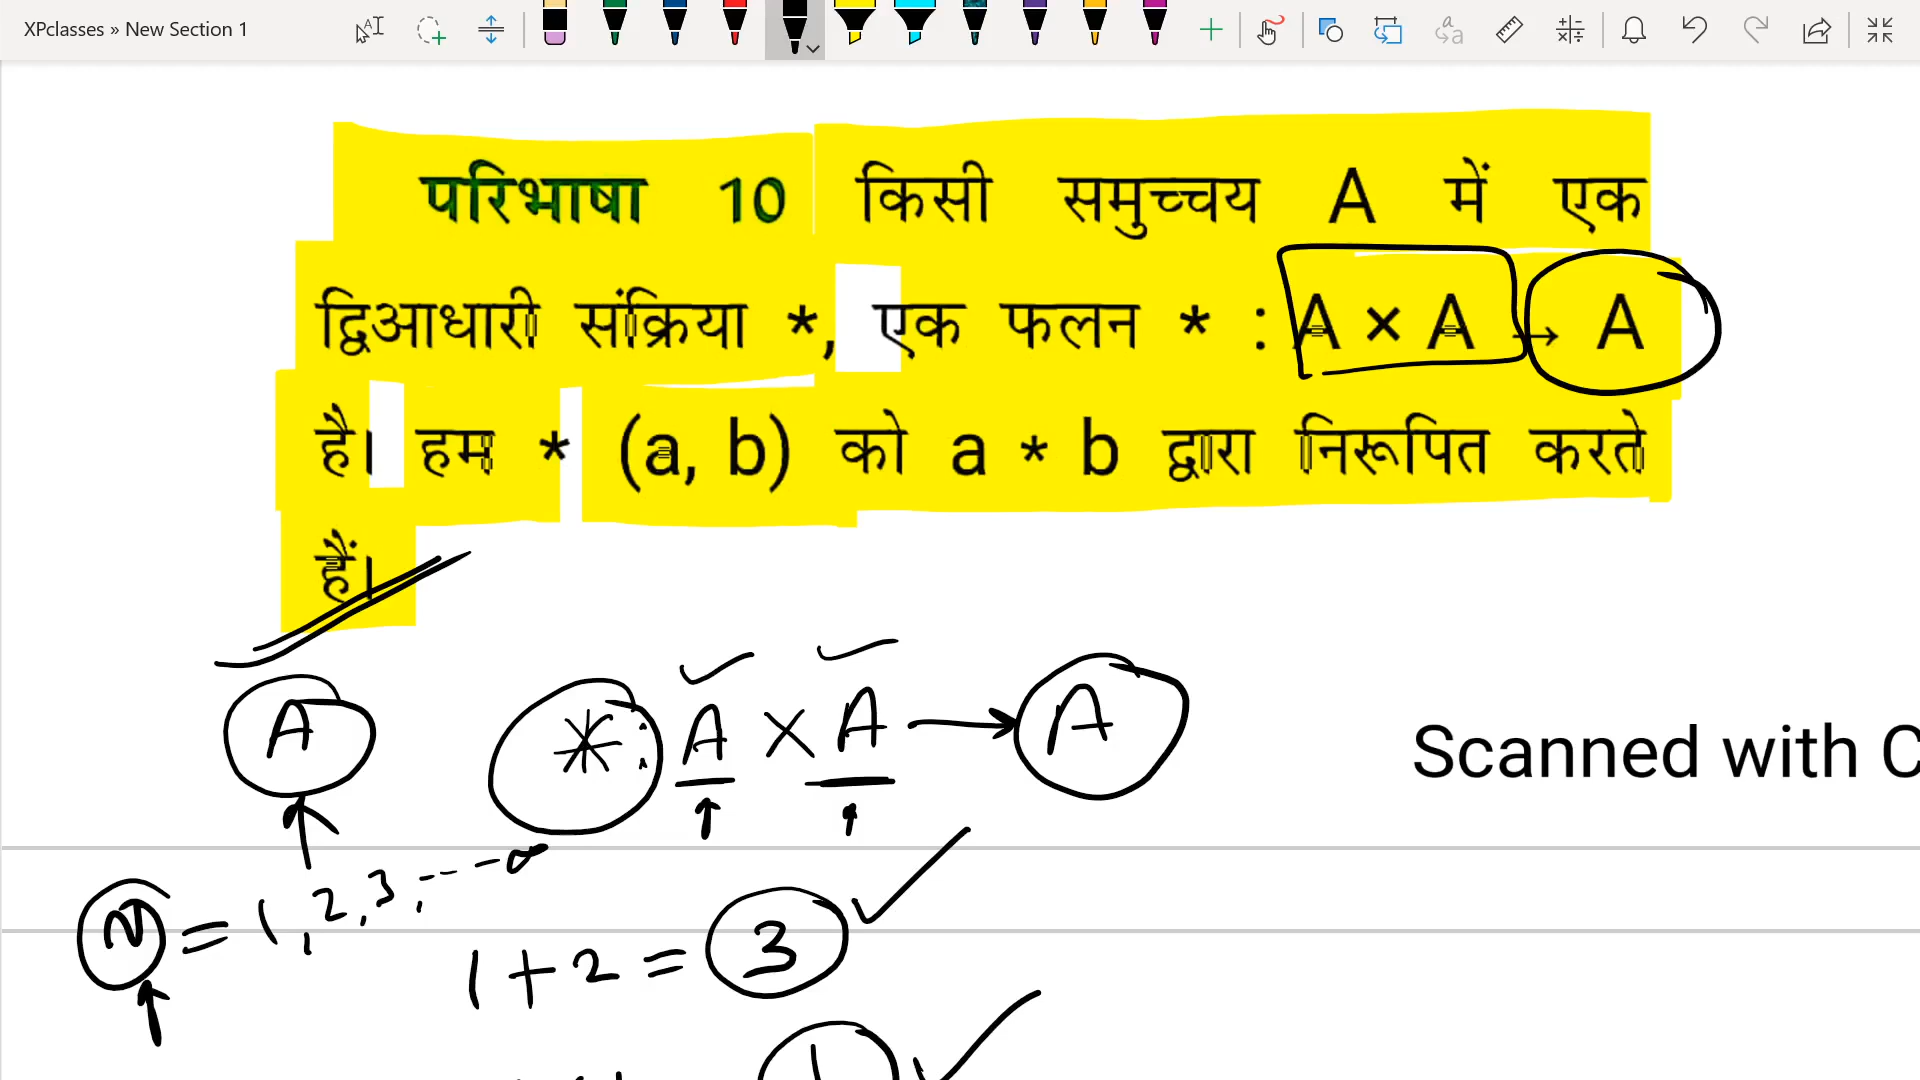 XPclasses » New Section 1
परिभाषा 10 किसी समुच्चय A में एक
द्विआधारी संक्रिया *, एक फलन * : A × A → A
है। हम * (a, b) को a * b द्वारा निरूपित करते
हैं।
A * : A × A → A
Scanned with C
N = 1, 2, 3, --- ∞
1 + 2 = 3